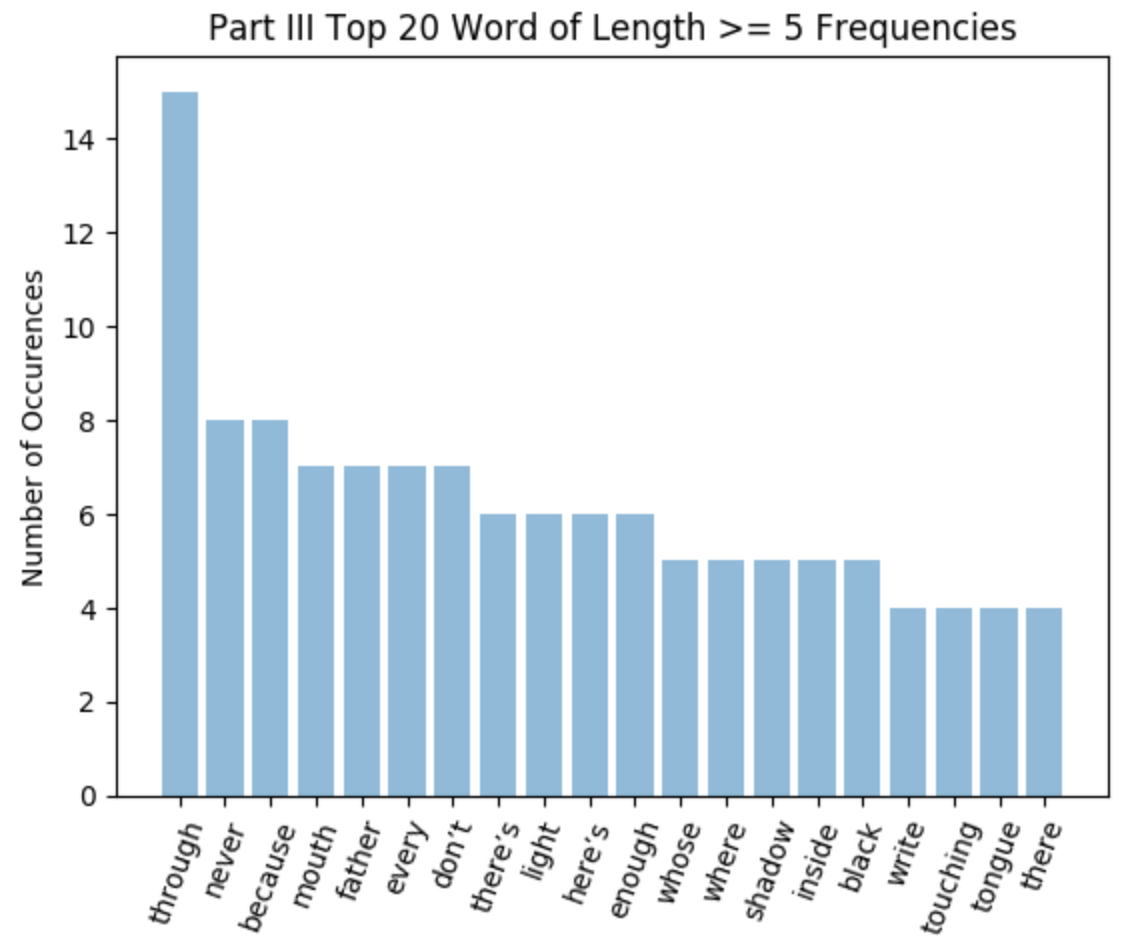 Part III Top 20 Word of Length >= 5 Frequencies
Number of Occurences
14
12
10
8
6
4
2
0
through
never
because
mouth
father
every
don’t
there’s
light
here’s
enough
whose
where
shadow
inside
black
write
touching
tongue
there